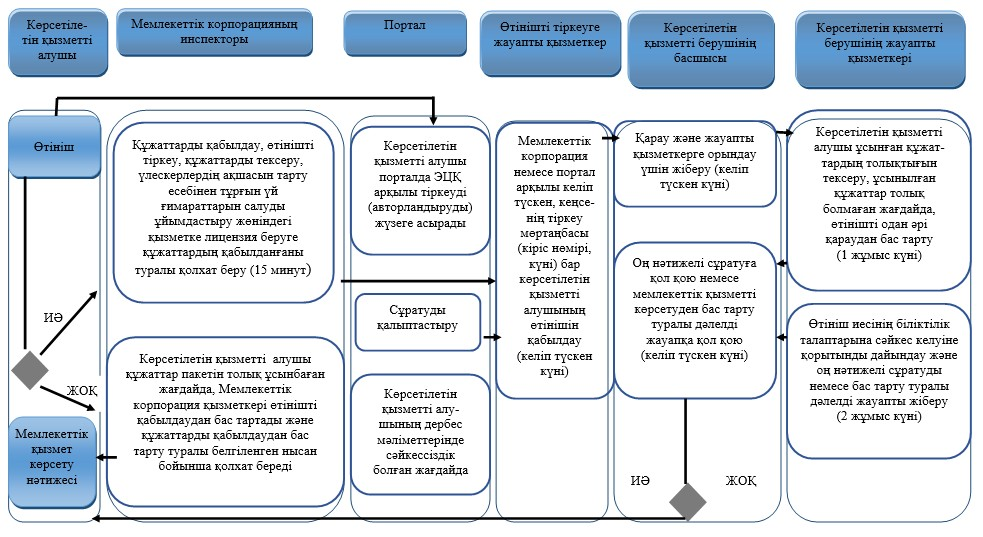 Көрсетіле-
тін қызметті
алушы
Мемлекеттік корпорацияның
инспекторы
Портал
Өтінішті тіркеуге
жауапты қызметкер
Көрсетілетін
қызметті берушінің
басшысы
Көрсетілетін қызметті
берушінің жауапты
қызметкері
Өтініш
ИӘ
ЖОҚ
Мемлекеттік
қызмет
көрсету
нәтижесі
Құжаттарды қабылдау, өтінішті
тіркеу, құжаттарды тексеру,
үлескерлердің ақшасын тарту
есебінен тұрғын үй
ғимараттарын салуды
ұйымдастыру жөніндегі
қызметке лицензия беруге
құжаттардың қабылданғаны
туралы қолхат беру (15 минут)
Көрсетілетін қызметті алушы
құжаттар пакетін толық ұсынбаған
жағдайда, Мемлекеттік
корпорация қызметкері өтінішті
қабылдаудан бас тартады және
құжаттарды қабылдаудан бас
тарту туралы белгіленген нысан
бойынша қолхат береді
Көрсетілетін
қызметті алушы
порталда ЭЦҚ
арқылы тіркеуді
(авторландыруды)
жүзеге асырады
Сұратуды
қалыптастыру
Көрсетілетін
қызметті алу-
шының дербес
мәліметтерінде
сәйкессіздік
болған жағдайда
Мемлекеттік
корпорация
немесе портал
арқылы келіп
түскен, кеңсе-
нің тіркеу
мөртаңбасы
(кіріс нөмірі,
күні) бар
көрсетілетін
қызметті
алушының
өтінішін
қабылдау
(келіп түскен
күні)
Қарау және жауапты
қызметкерге орындау
үшін жіберу (келіп
түскен күні)
Оң нәтижелі сұратуға
қол қою немесе
мемлекеттік қызметті
көрсетуден бас тарту
туралы дәлелді
жауапқа қол қою
(келіп түскен күні)
ИӘ
ЖОҚ
Көрсетілетін қызметті
алушы ұсынған құжат-
тардың толықтығын
тексеру, ұсынылған
құжаттар толық
болмаған жағдайда,
өтінішті одан әрі
қараудан бас тарту
(1 жұмыс күні)
Өтініш иесінің біліктілік
талаптарына сәйкес келуіне
қорытынды дайындау және
оң нәтижелі сұратуды
немесе бас тарту туралы
дәлелді жауапты жіберу
(2 жұмыс күні)